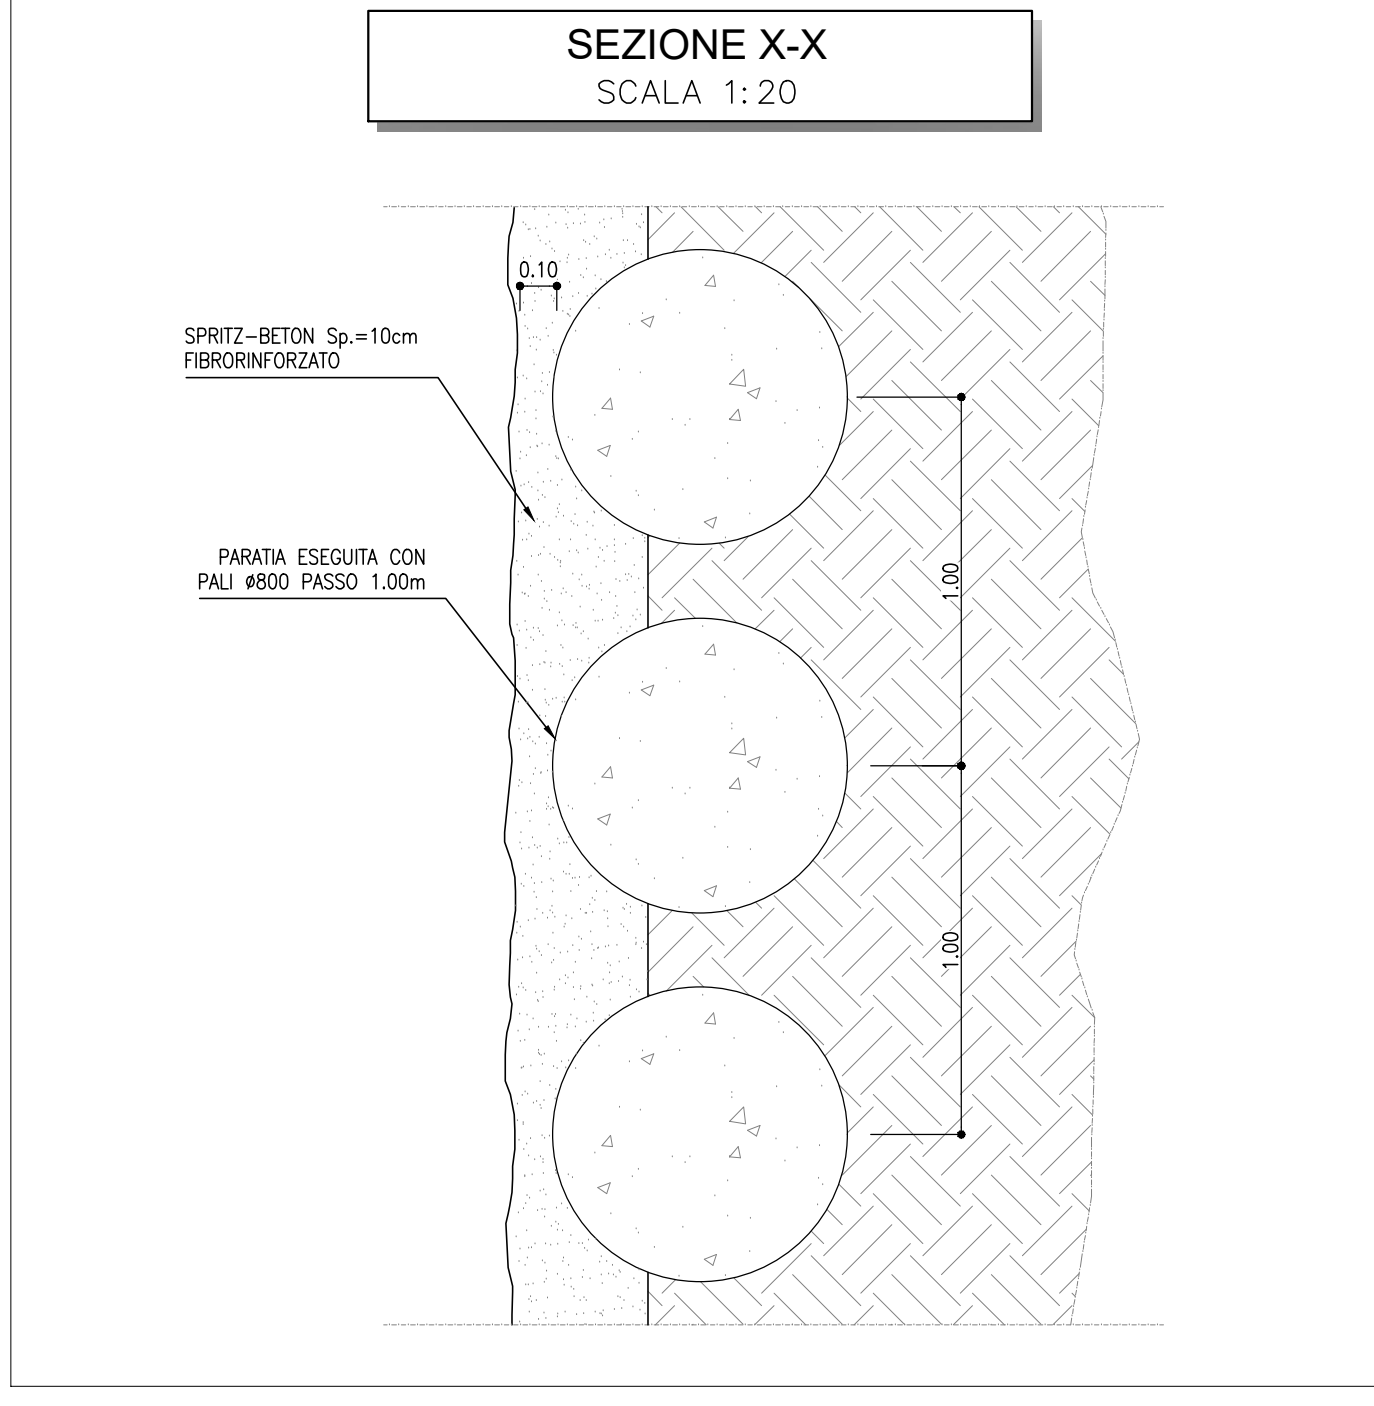 SEZIONE X-X
SCALA 1:20
0.10
SPRITZ-BETON Sp.=10cm
FIBRORINFORZATO
PARATIA ESEGUITA CON
PALI Ø800 PASSO 1.00m
1.00
1.00